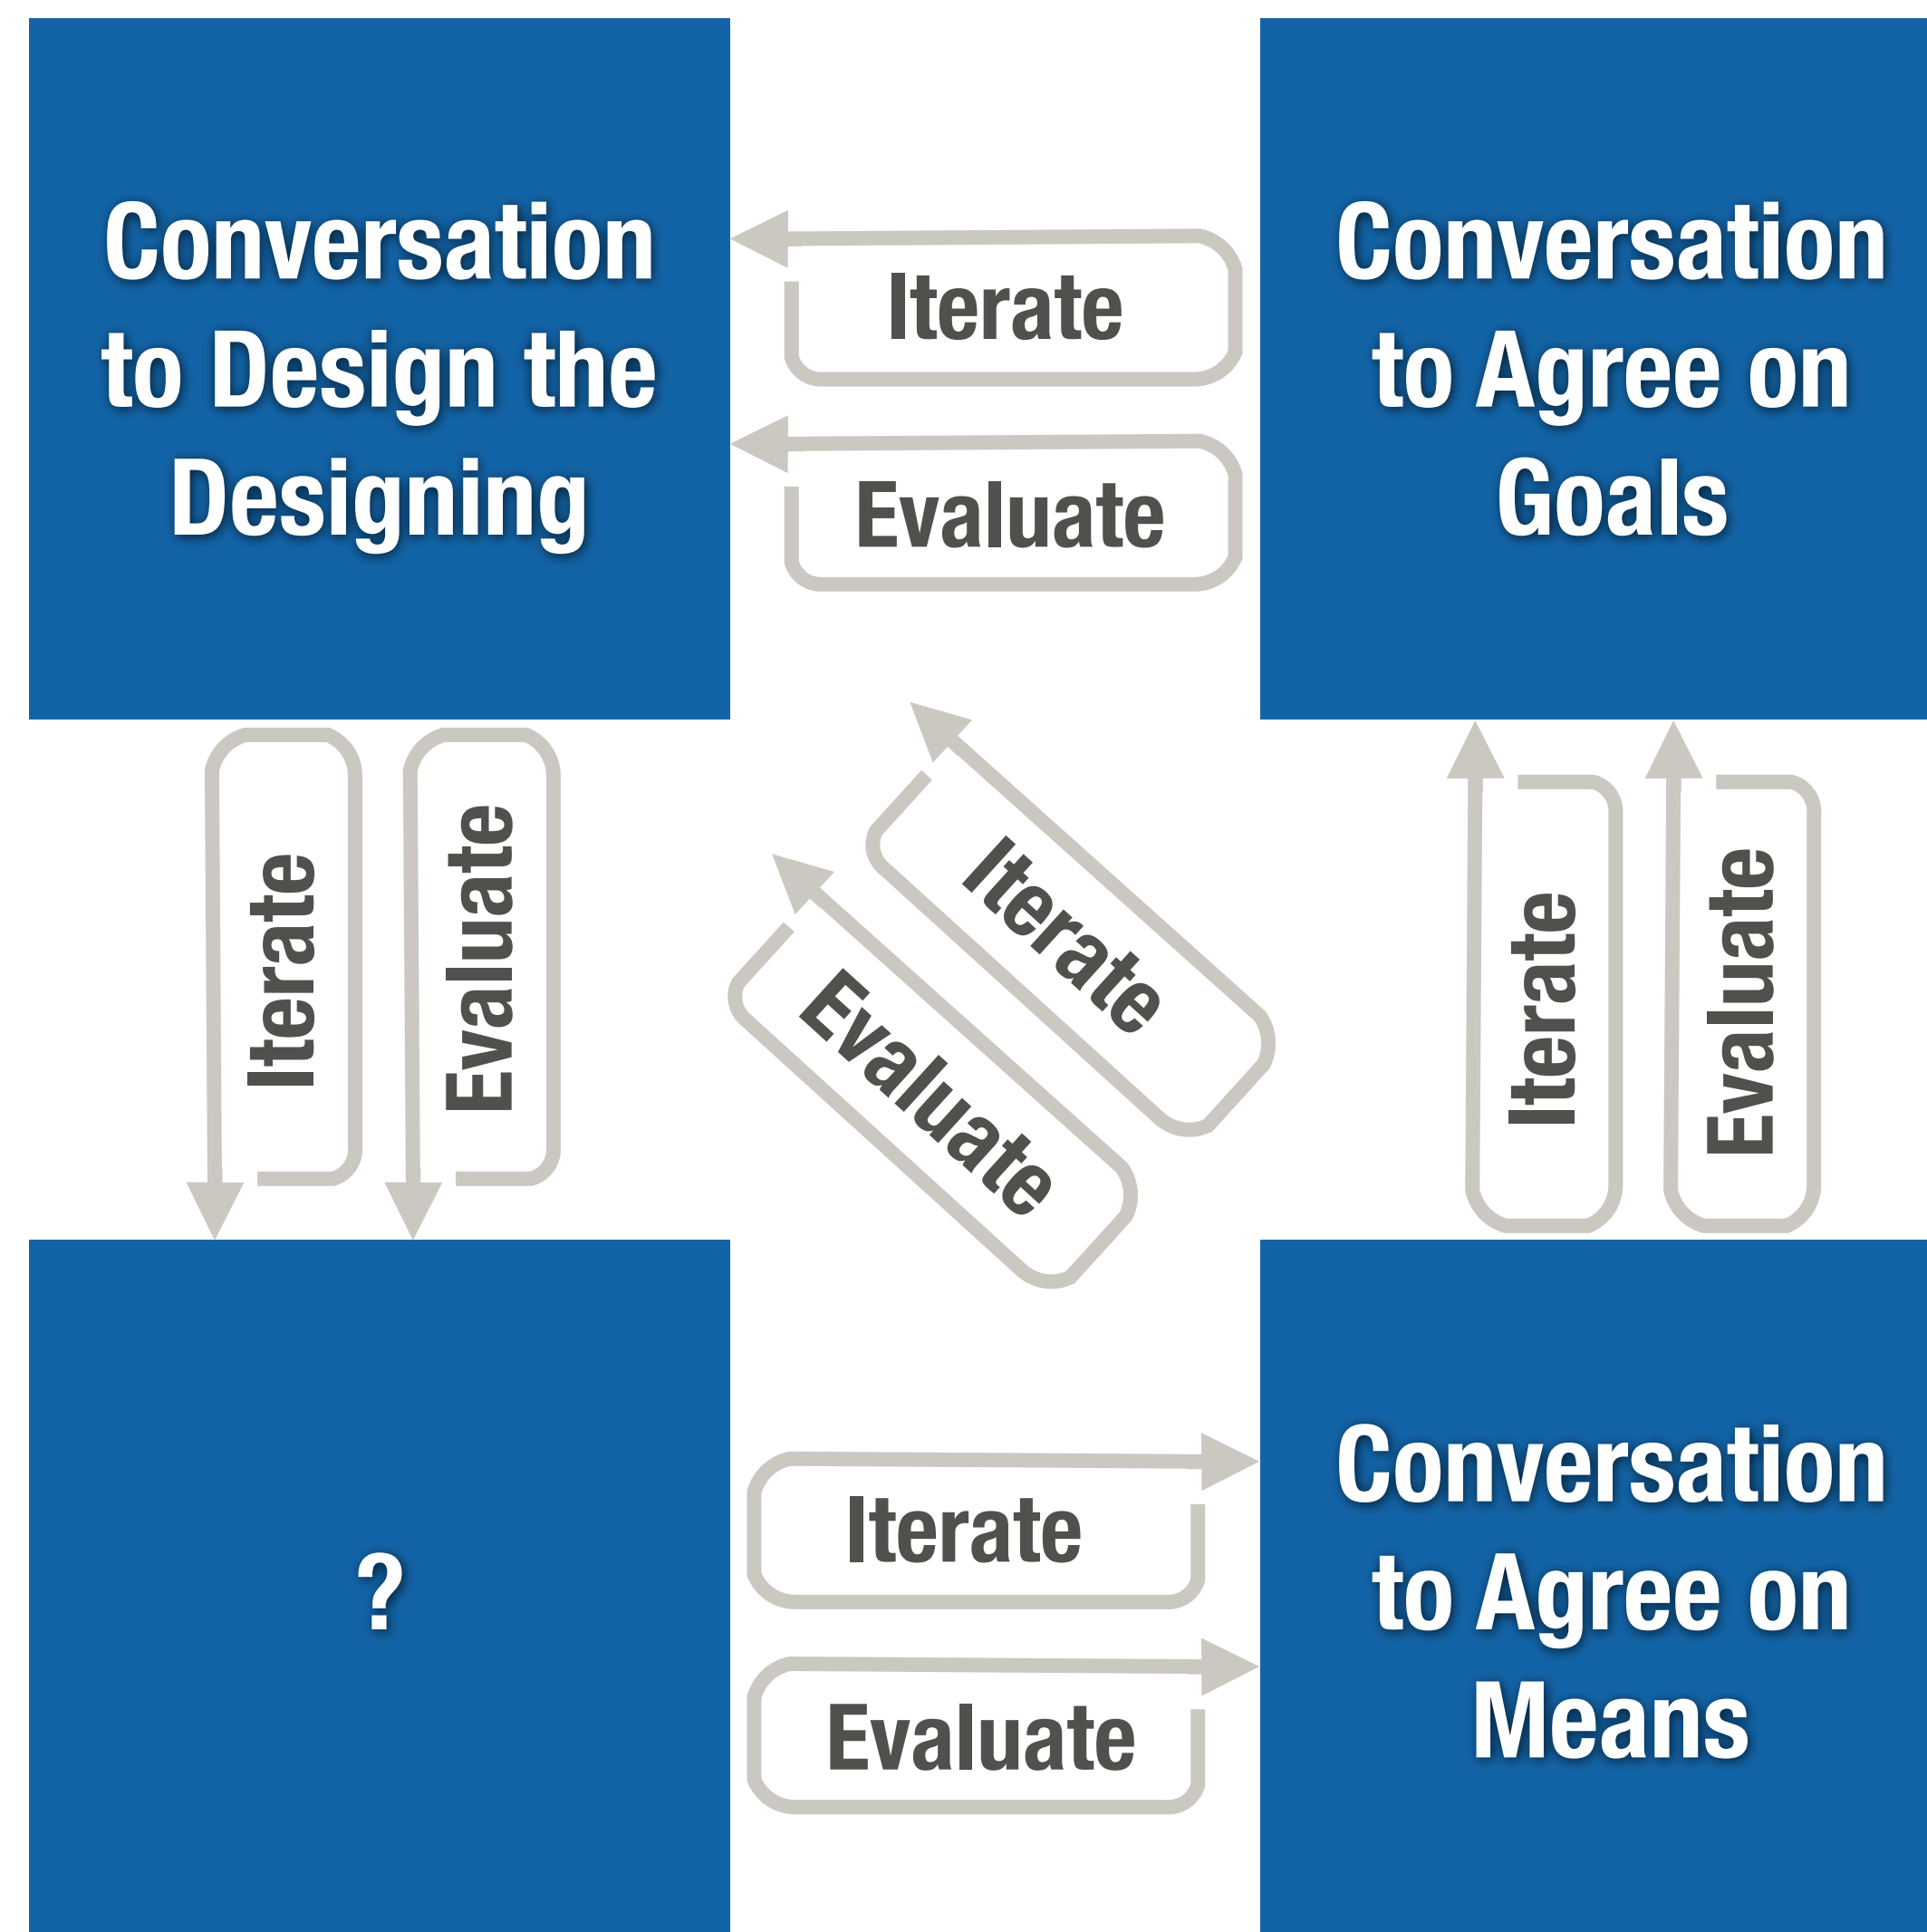 Conversation
to Design the
Designing
Iterate
Evaluate
Conversation
to Agree on
Goals
Iterate
Evaluate
Iterate
Evaluate
Iterate
Evaluate
?
Iterate
Evaluate
Conversation
to Agree on
Means